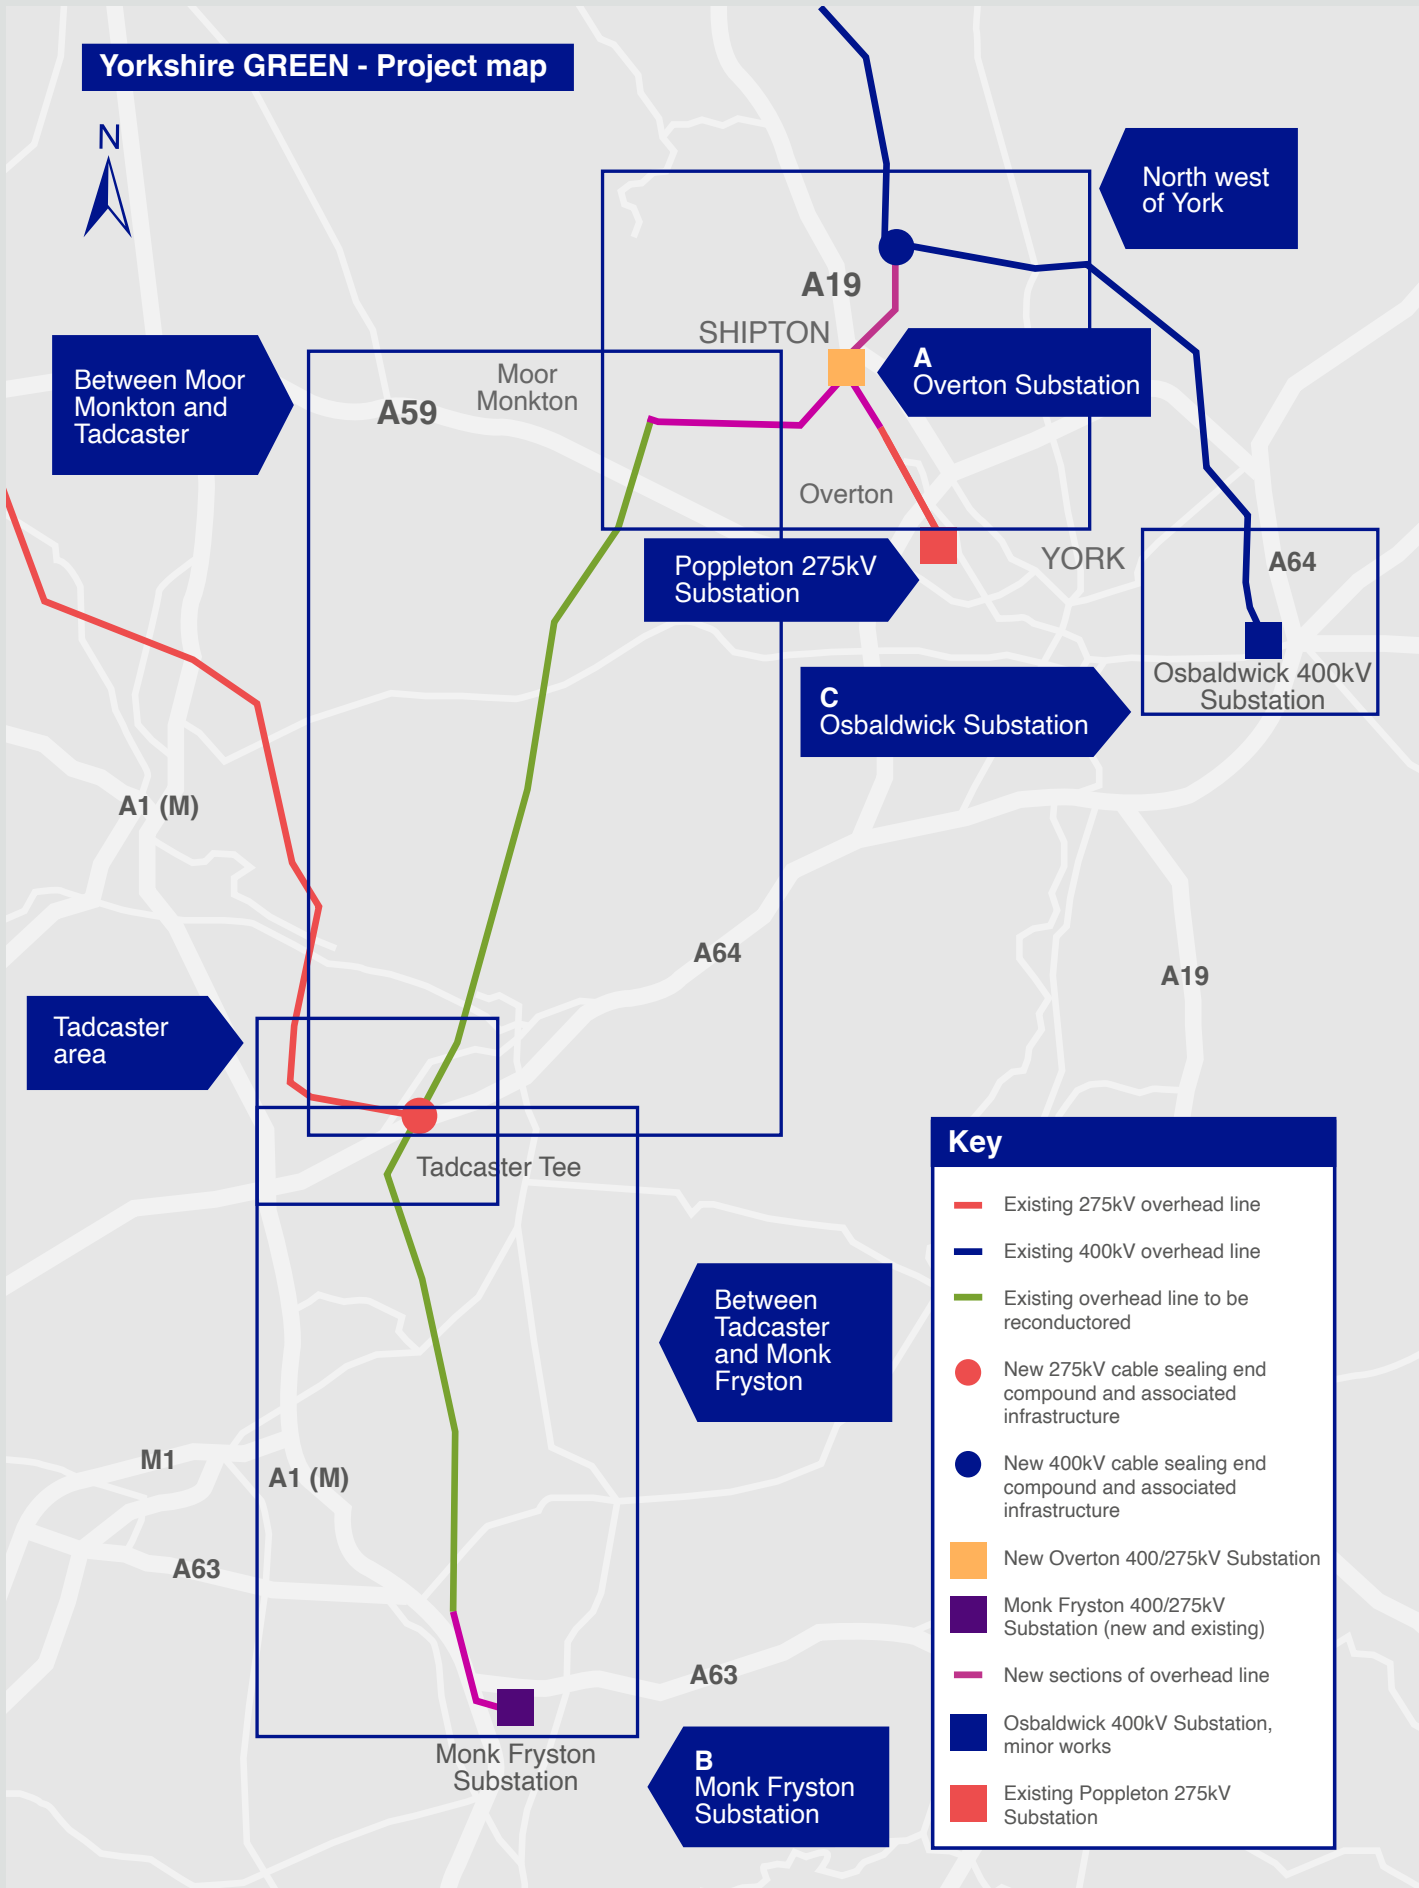 Yorkshire GREEN - Project map
N
North west
of York
A19
SHIPTON
A
Overton Substation
Between Moor
Monkton and
Tadcaster
Moor
Monkton
A59
Overton
Poppleton 275kV
Substation
YORK
A64
Osbaldwick 400kV
Substation
C
Osbaldwick Substation
A1 (M)
A64
A19
Tadcaster
area
Tadcaster Tee
Between
Tadcaster
and Monk
Fryston
M1
A1 (M)
A63
A63
Monk Fryston
Substation
B
Monk Fryston
Substation
Key
Existing 275kV overhead line
Existing 400kV overhead line
Existing overhead line to be
reconductored
New 275kV cable sealing end
compound and associated
infrastructure
New 400kV cable sealing end
compound and associated
infrastructure
New Overton 400/275kV Substation
Monk Fryston 400/275kV
Substation (new and existing)
New sections of overhead line
Osbaldwick 400kV Substation,
minor works
Existing Poppleton 275kV
Substation